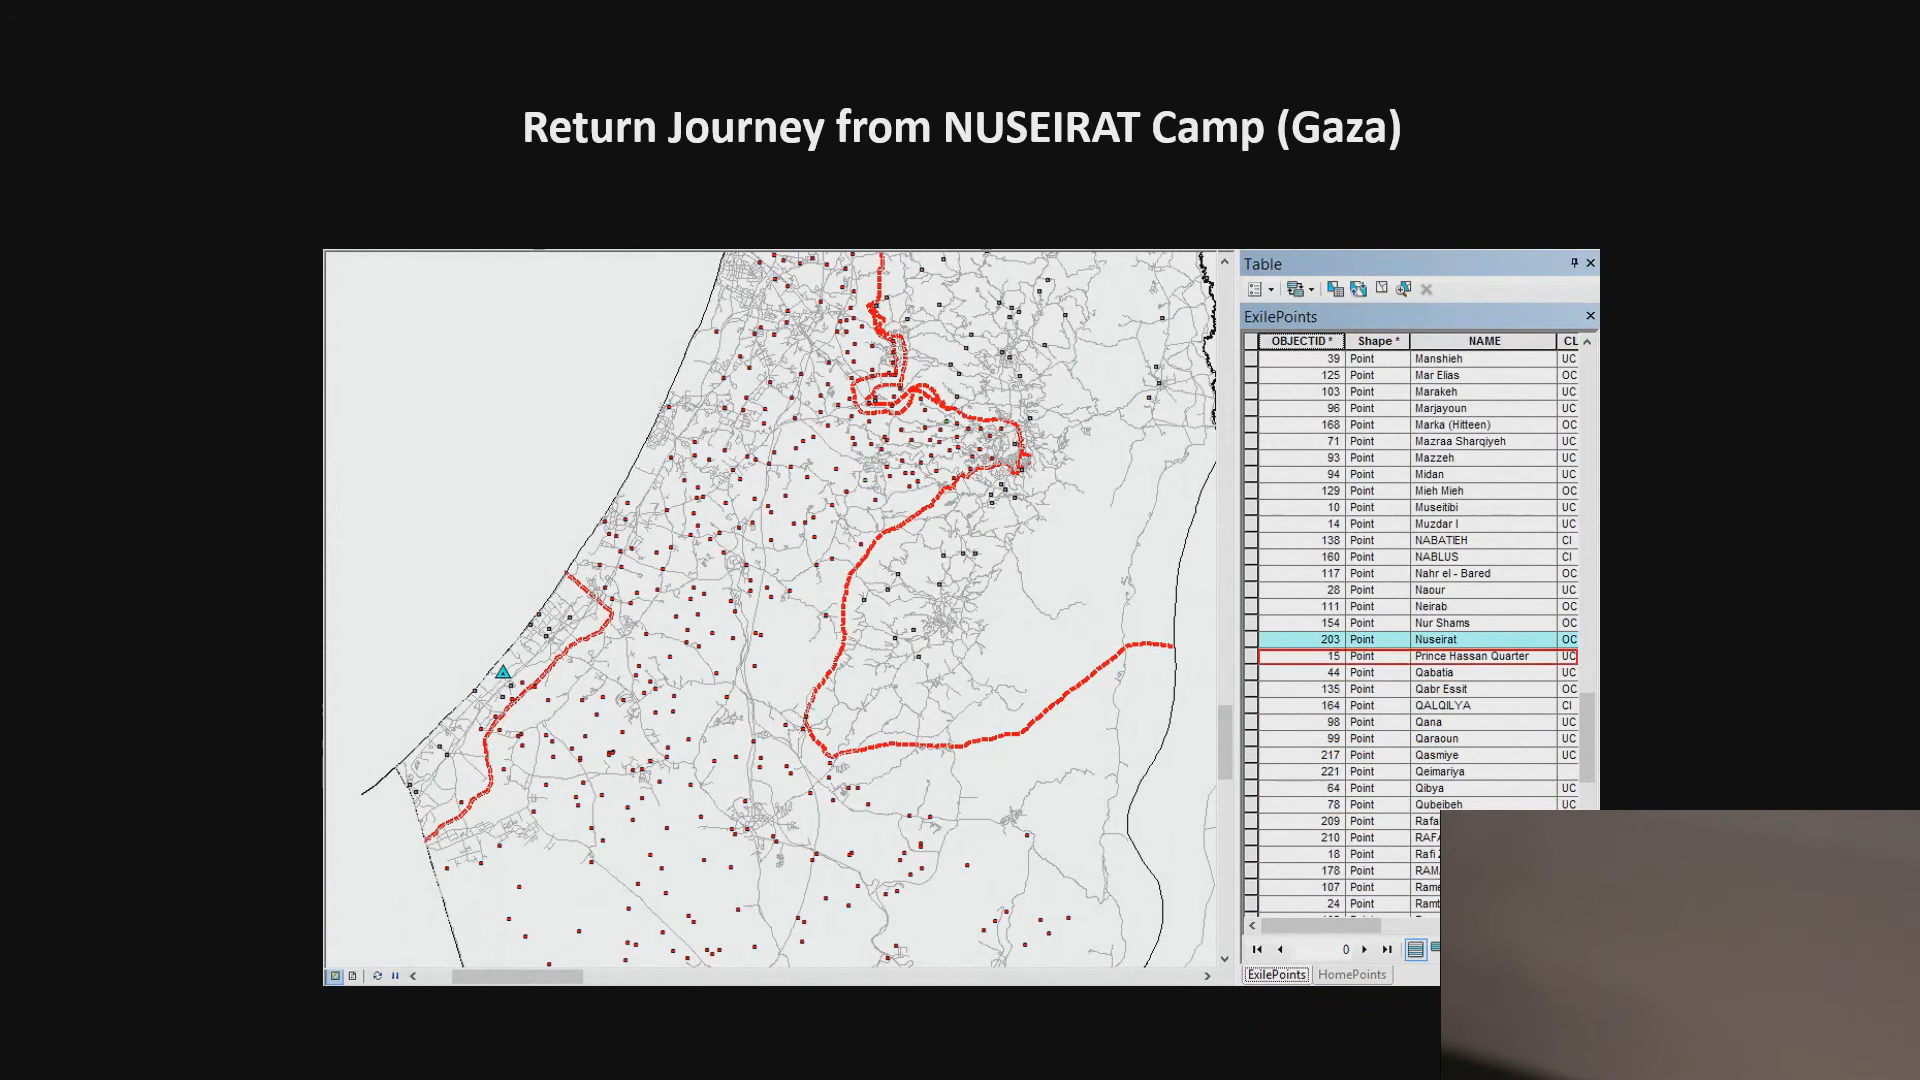 Return Journey from NUSEIRAT Camp (Gaza)
Table
ExilePoints
OBJECTID * Shape * NAME CL
39 Point Manshieh UC
125 Point Mar Elias OC
103 Point Marakeh UC
96 Point Marjayoun UC
168 Point Marka (Hitteen) OC
71 Point Mazraa Sharqiyeh UC
93 Point Mazzeh UC
94 Point Midan UC
129 Point Mieh Mieh OC
10 Point Museitibi UC
14 Point Muzdar I UC
138 Point NABATIEH CI
160 Point NABLUS CI
117 Point Nahr el - Bared OC
28 Point Naour UC
111 Point Neirab OC
154 Point Nur Shams OC
203 Point Nuseirat OC
15 Point Prince Hassan Quarter UC
44 Point Qabatia UC
135 Point Qabr Essit OC
164 Point QALQILYA CI
98 Point Qana UC
99 Point Qaraoun UC
217 Point Qasmiye UC
221 Point Qeimariya
64 Point Qibya UC
78 Point Qubeibeh UC
209 Point Rafa
210 Point RAFA
18 Point Rafi
178 Point RAM
107 Point Rame
24 Point Ramt
0
ExilePoints HomePoints